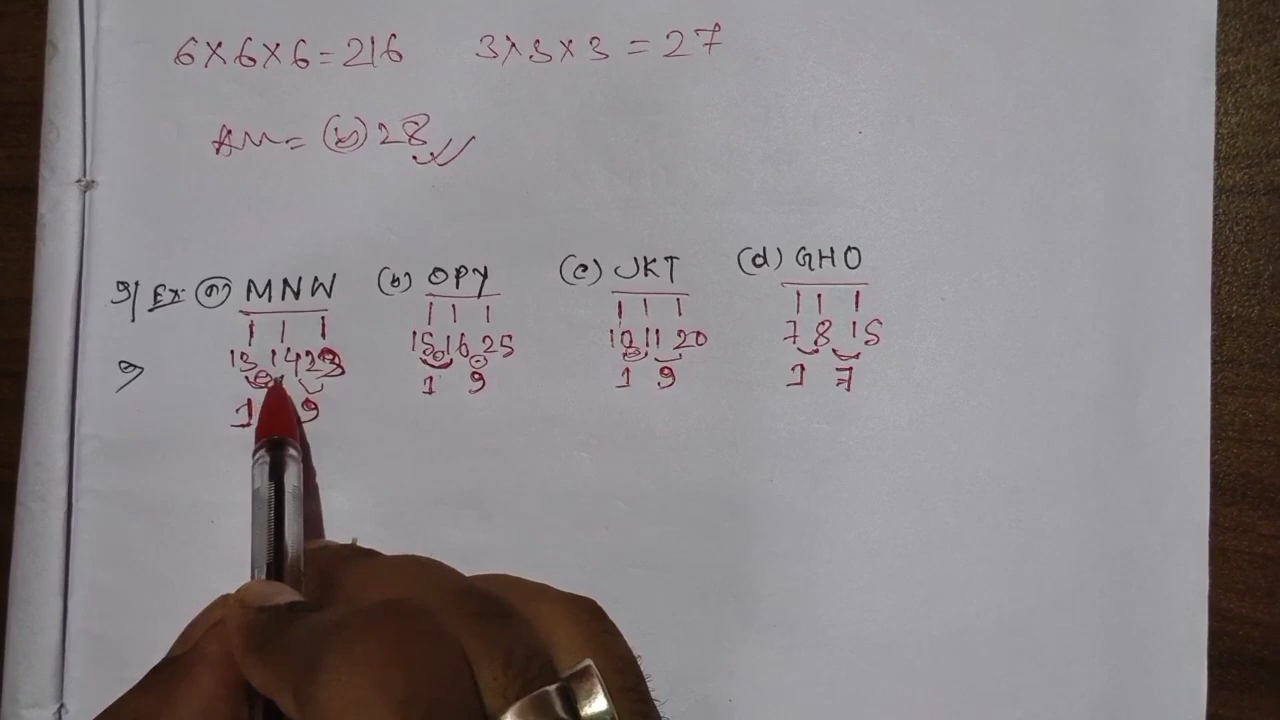 6×6×6=216 3×3×3=27
Ans= (b) 28
9/ Ex: (a) MNW (b) OPY (c) JKT (d) GHO
13 14 23 15 16 25 10 11 20 7 8 15
1 9 1 9 1 9 1 7